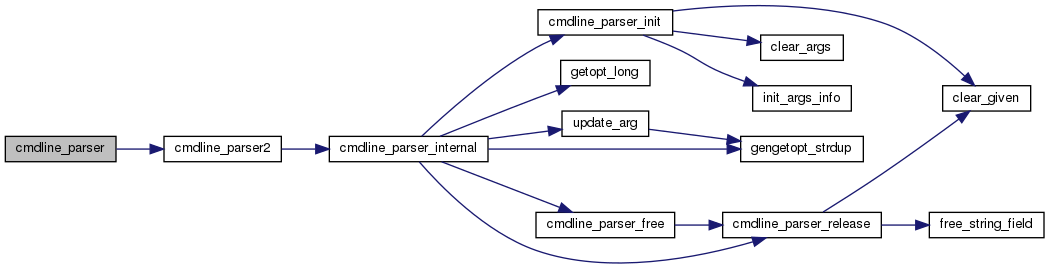 cmdline_parser
cmdline_parser2
cmdline_parser_internal
cmdline_parser_init
getopt_long
update_arg
cmdline_parser_free
clear_args
init_args_info
gengetopt_strdup
cmdline_parser_release
clear_given
free_string_field